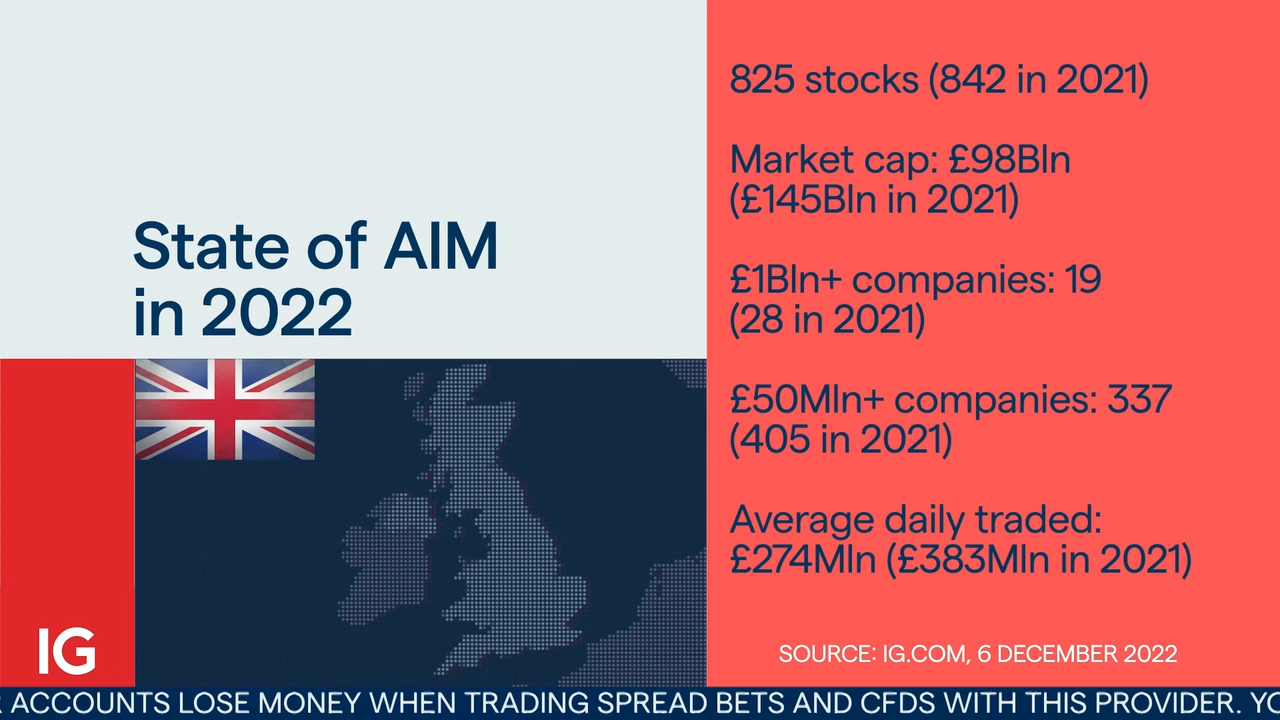 State of AIM
in 2022
825 stocks (842 in 2021)
Market cap: £98Bln
(£145Bln in 2021)
£1Bln+ companies: 19
(28 in 2021)
£50Mln+ companies: 337
(405 in 2021)
Average daily traded:
£274Mln (£383Mln in 2021)
SOURCE: IG.COM, 6 DECEMBER 2022
IG
ACCOUNTS LOSE MONEY WHEN TRADING SPREAD BETS AND CFDS WITH THIS PROVIDER.